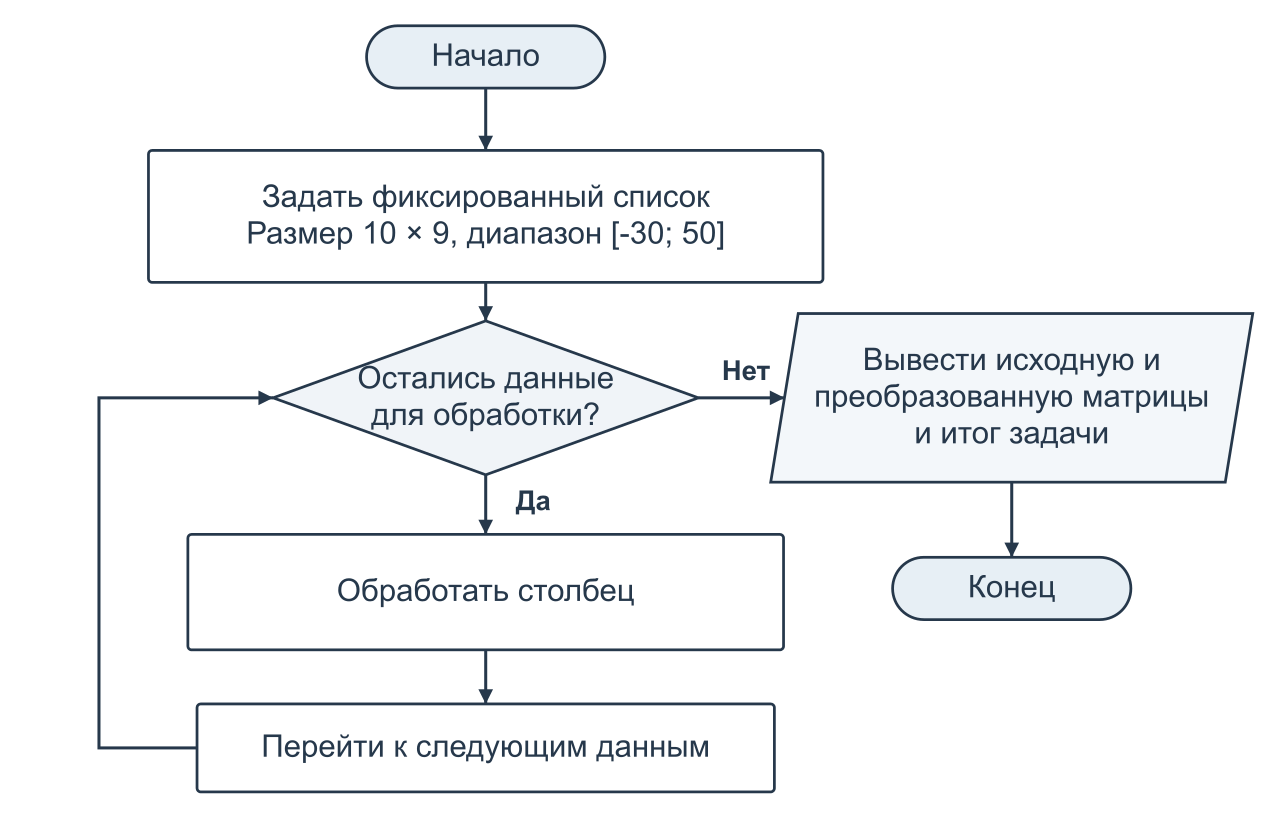 Начало
Задать фиксированный список
Размер 10 × 9, диапазон [-30; 50]
Остались данные
для обработки?
Нет
Вывести исходную и
преобразованную матрицы
и итог задачи
Да
Обработать столбец
Конец
Перейти к следующим данным